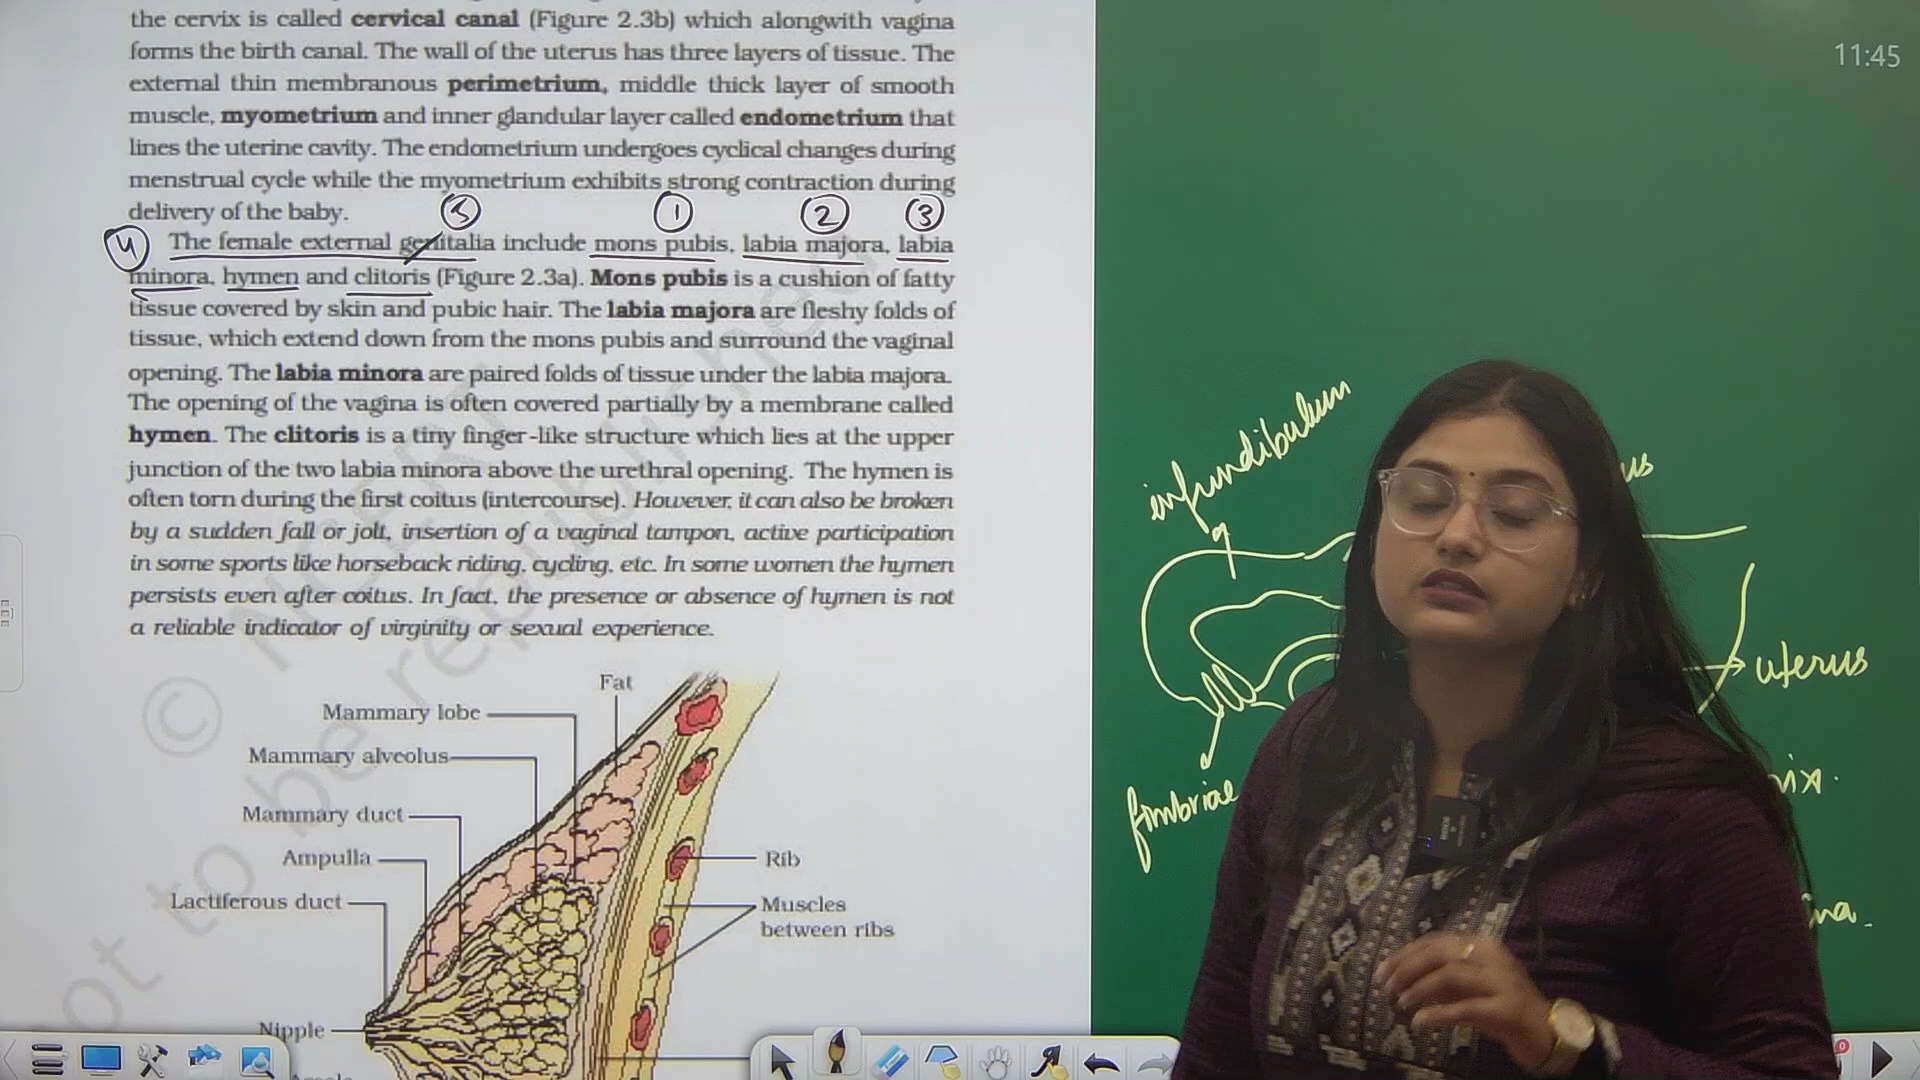 the cervix is called cervical canal (Figure 2.3b) which alongwith vagina
forms the birth canal. The wall of the uterus has three layers of tissue. The
external thin membranous perimetrium, middle thick layer of smooth
muscle, myometrium and inner glandular layer called endometrium that
lines the uterine cavity. The endometrium undergoes cyclical changes during
menstrual cycle while the myometrium exhibits strong contraction during
delivery of the baby.
5 1 2 3
4
The female external genitalia include mons pubis, labia majora, labia
minora, hymen and clitoris (Figure 2.3a). Mons pubis is a cushion of fatty
tissue covered by skin and pubic hair. The labia majora are fleshy folds of
tissue, which extend down from the mons pubis and surround the vaginal
opening. The labia minora are paired folds of tissue under the labia majora.
The opening of the vagina is often covered partially by a membrane called
hymen. The clitoris is a tiny finger-like structure which lies at the upper
junction of the two labia minora above the urethral opening. The hymen is
often torn during the first coitus (intercourse). However, it can also be broken
by a sudden fall or jolt, insertion of a vaginal tampon, active participation
in some sports like horseback riding, cycling, etc. In some women the hymen
persists even after coitus. In fact, the presence or absence of hymen is not
a reliable indicator of virginity or sexual experience.
Fat
Mammary lobe
Mammary alveolus
Mammary duct
Ampulla
Lactiferous duct
Nipple
Rib
Muscles
between ribs
© NCERT
not to be republished
11:45
infundibulum
us
uterus
fimbriae
ix.
na.